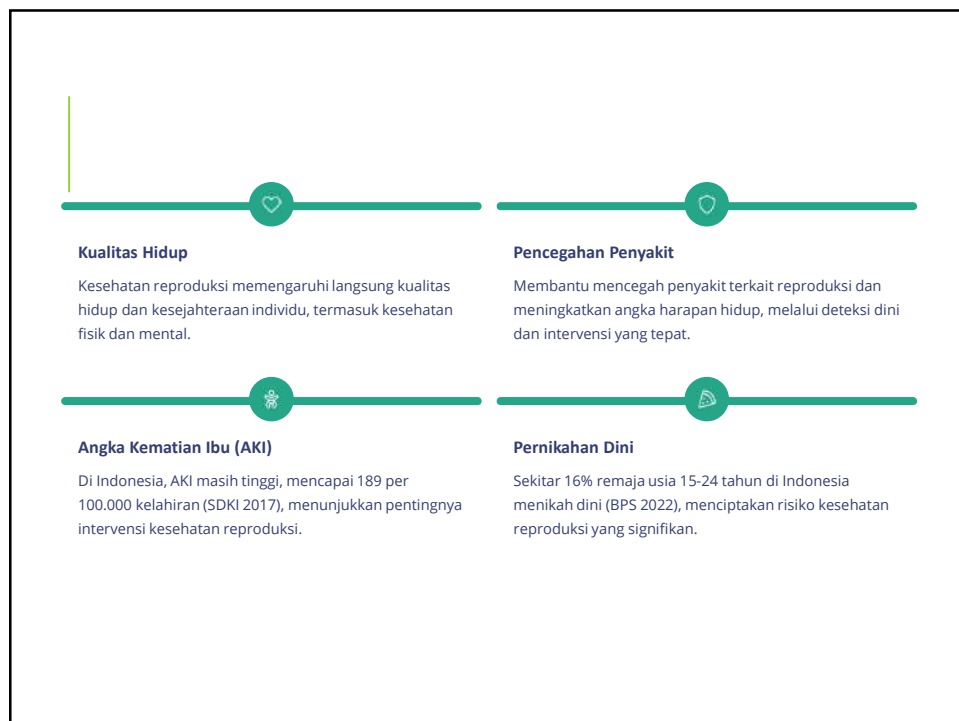 Kualitas Hidup
Kesehatan reproduksi memengaruhi langsung kualitas
hidup dan kesejahteraan individu, termasuk kesehatan
fisik dan mental.
Pencegahan Penyakit
Membantu mencegah penyakit terkait reproduksi dan
meningkatkan angka harapan hidup, melalui deteksi dini
dan intervensi yang tepat.
Angka Kematian Ibu (AKI)
Di Indonesia, AKI masih tinggi, mencapai 189 per
100.000 kelahiran (SDKI 2017), menunjukkan pentingnya
intervensi kesehatan reproduksi.
Pernikahan Dini
Sekitar 16% remaja usia 15-24 tahun di Indonesia
menikah dini (BPS 2022), menciptakan risiko kesehatan
reproduksi yang signifikan.